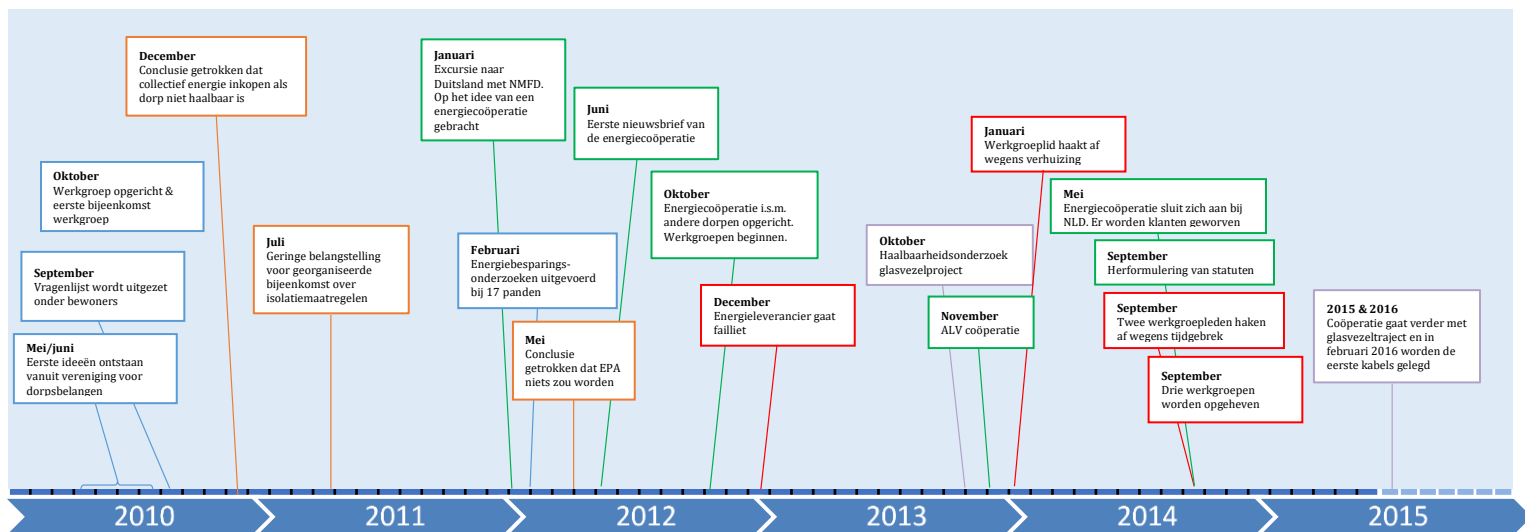 December
Conclusie getrokken dat
collectief energie inkopen als
dorp niet haalbaar is
Oktober
Werkgroep opgericht &
eerste bijeenkomst
werkgroep
September
Vragenlijst wordt uitgezet
onder bewoners
Mei/juni
Eerste ideeën ontstaan
vanuit vereniging voor
dorpsbelangen
Juli
Geringe belangstelling
voor georganiseerde
bijeenkomst over
isolatiemaatregelen
Januari
Excursie naar
Duitsland met NMFD.
Op het idee van een
energiecoöperatie
gebracht
Februari
Energiebesparings-
onderzoeken uitgevoerd
bij 17 panden
Mei
Conclusie
getrokken dat EPA
niets zou worden
Juni
Eerste nieuwsbrief van
de energiecoöperatie
Oktober
Energiecoöperatie i.s.m.
andere dorpen opgericht.
Werkgroepen beginnen.
December
Energieleverancier gaat
failliet
Oktober
Haalbaarheidsonderzoek
glasvezelproject
November
ALV coöperatie
Januari
Werkgroeplid haakt af
wegens verhuizing
Mei
Energiecoöperatie sluit zich aan bij
NLD. Er worden klanten geworven
September
Herformulering van statuten
September
Twee werkgroepleden haken
af wegens tijdgebrek
September
Drie werkgroepen
worden opgeheven
2015 & 2016
Coöperatie gaat verder met
glasvezeltraject en in
februari 2016 worden de
eerste kabels gelegd
2010
2011
2012
2013
2014
2015